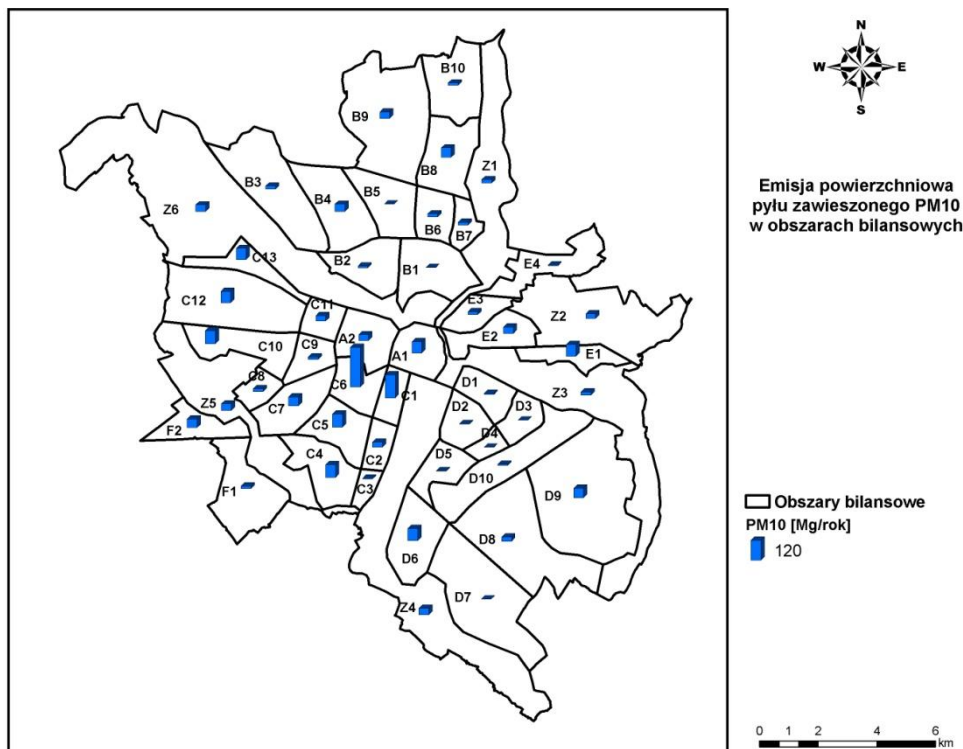 N
W E
S
Emisja powierzchniowa
pyłu zawieszonego PM10
w obszarach bilansowych
B10
B9
B8
Z1
B3
B4
B5
B6
B7
Z6
B2
B1
E4
C13
C12
C11
E3
Z2
E2
A2
A1
E1
C10
C9
C6
C1
D1
D3
Z3
C8
C7
Z5
F2
C5
D2
D4
C2
C4
C3
D5
D10
F1
D9
D6
D8
Z4
D7
Obszary bilansowe
PM10 [Mg/rok]
120
0 1 2 4 6
km